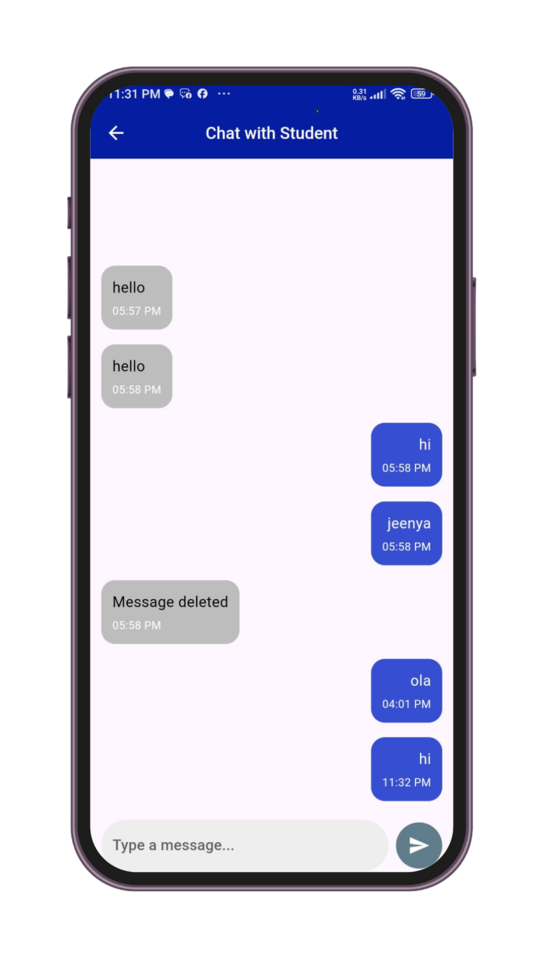 11:31 PM 0.31 KB/s 59
Chat with Student
hello
05:57 PM
hello
05:58 PM
hi
05:58 PM
jeenya
05:58 PM
Message deleted
05:58 PM
ola
04:01 PM
hi
11:32 PM
Type a message...